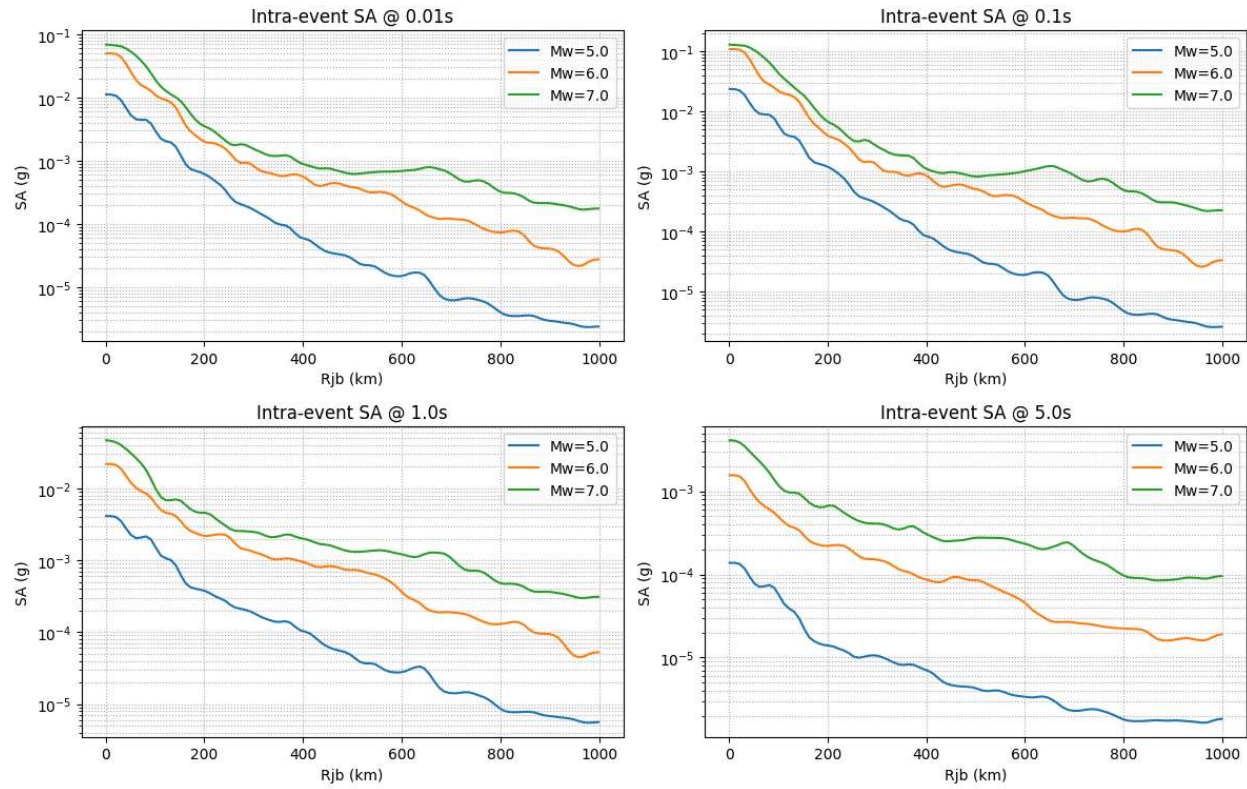 Intra-event SA @ 0.01s
10⁻¹
10⁻²
10⁻³
10⁻⁴
10⁻⁵
SA (g)
Mw=5.0
Mw=6.0
Mw=7.0
0 200 400 600 800 1000
Rjb (km)
Intra-event SA @ 0.1s
10⁻¹
10⁻²
10⁻³
10⁻⁴
10⁻⁵
SA (g)
Mw=5.0
Mw=6.0
Mw=7.0
0 200 400 600 800 1000
Rjb (km)
Intra-event SA @ 1.0s
10⁻²
10⁻³
10⁻⁴
10⁻⁵
SA (g)
Mw=5.0
Mw=6.0
Mw=7.0
0 200 400 600 800 1000
Rjb (km)
Intra-event SA @ 5.0s
10⁻³
10⁻⁴
10⁻⁵
SA (g)
Mw=5.0
Mw=6.0
Mw=7.0
0 200 400 600 800 1000
Rjb (km)